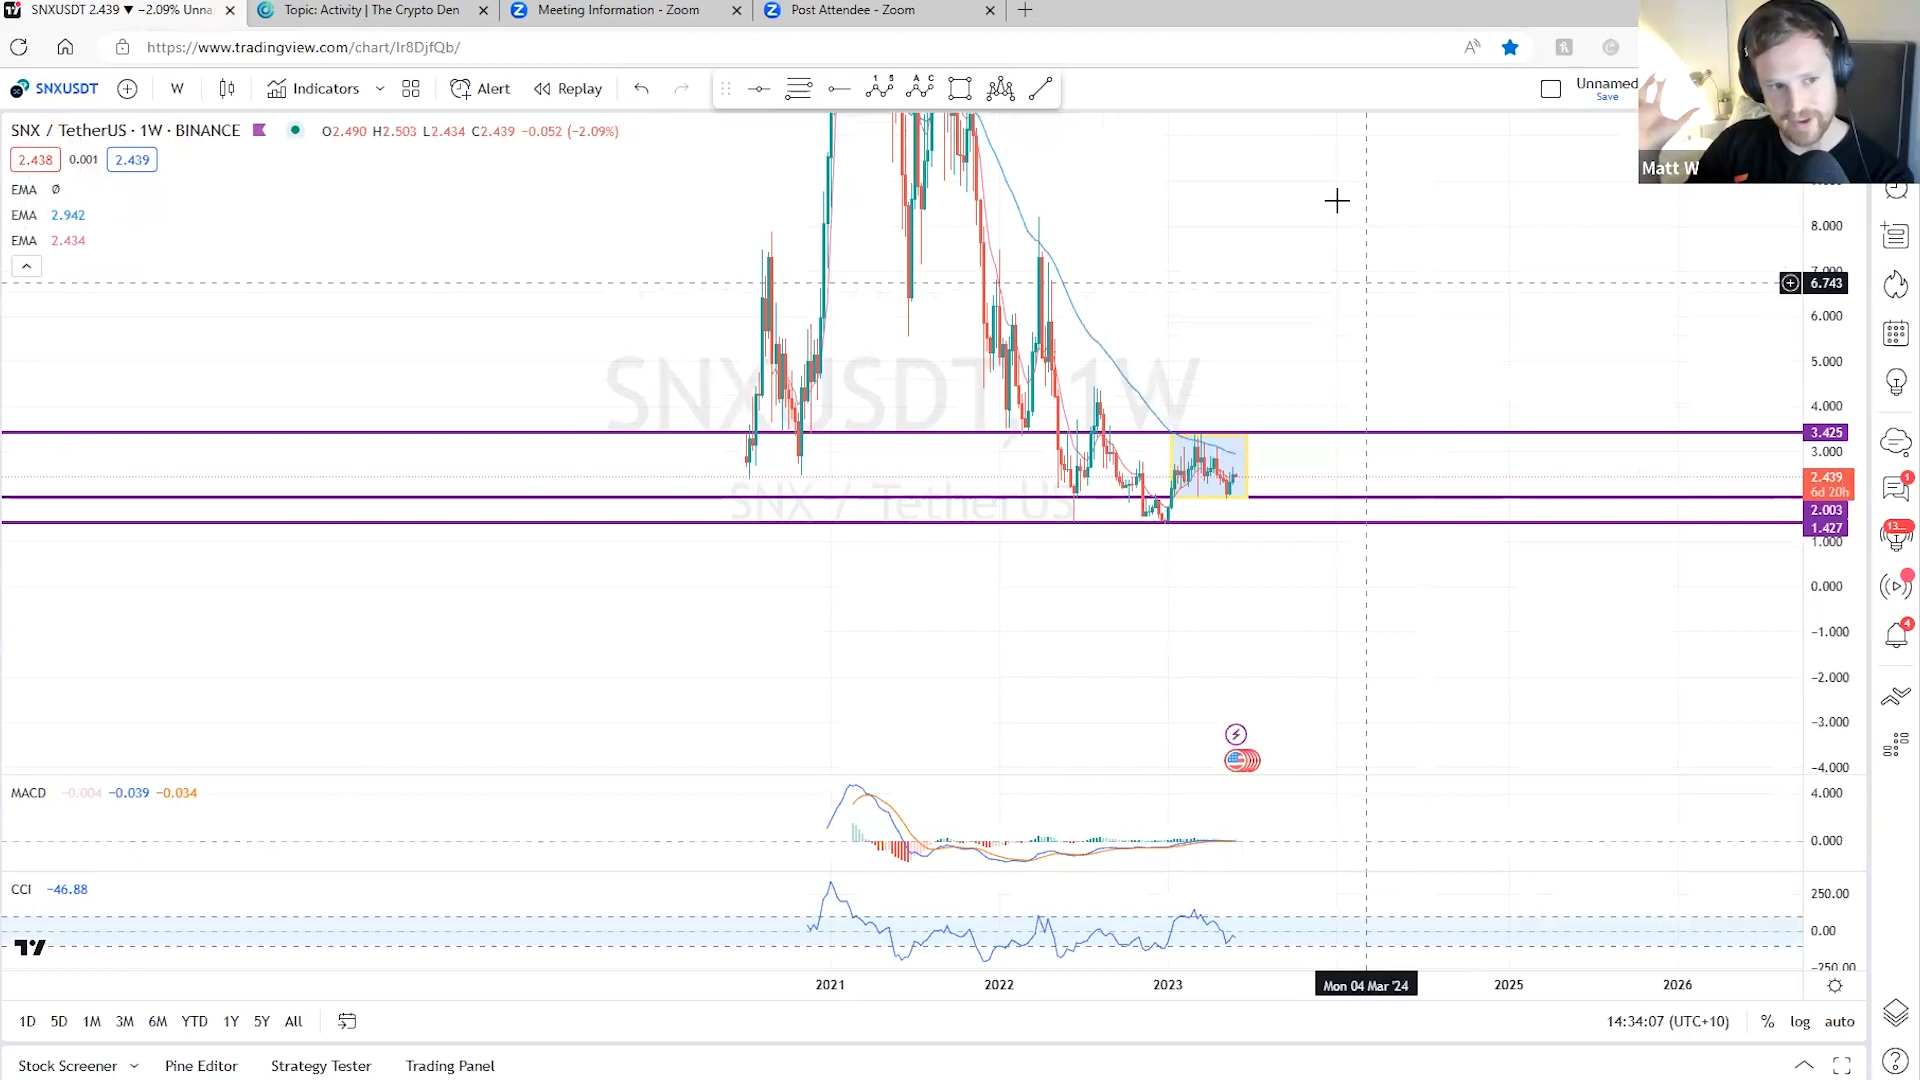 SNXUSDT 2.439 ▼ −2.09% Unna
Topic: Activity | The Crypto Den
Meeting Information - Zoom
Post Attendee - Zoom
https://www.tradingview.com/chart/Ir8DjfQb/
SNXUSDT
W
Indicators
Alert
Replay
1 5
A C
Unnamed
Save
Matt W
SNX / TetherUS · 1W · BINANCE
O2.490 H2.503 L2.434 C2.439 −0.052 (−2.09%)
2.438 0.001 2.439
EMA Ø
EMA 2.942
EMA 2.434
SNXUSDT, 1W
SNX / TetherUS
8.000
7.000
6.743
6.000
5.000
4.000
3.425
3.000
2.439
6d 20h
2.003
1.427
1.000
0.000
−1.000
−2.000
−3.000
−4.000
MACD −0.004 −0.039 −0.034
4.000
0.000
CCI −46.88
250.00
0.00
−250.00
1
13...
4
2021
2022
2023
Mon 04 Mar '24
2025
2026
1D 5D 1M 3M 6M YTD 1Y 5Y All
14:34:07 (UTC+10)
% log auto
Stock Screener
Pine Editor
Strategy Tester
Trading Panel